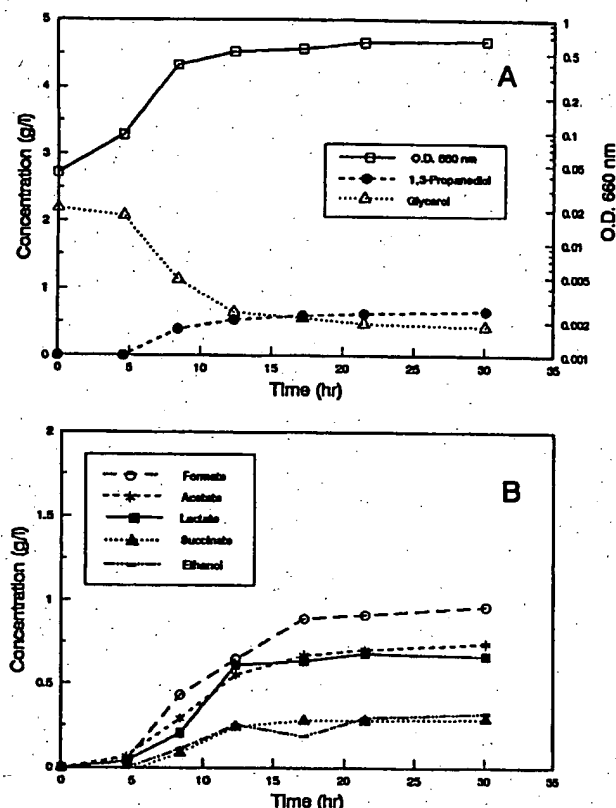 5
4
3
2
1
0
Concentration (g/l)
A
O.D. 660 nm
1,3-Propanediol
Glycerol
1
0.5
0.2
0.1
0.05
0.02
0.01
0.005
0.002
0.001
O.D. 660 nm
0
5
10
15
20
25
30
35
Time (hr)
2
1.5
1
0.5
0
Concentration (g/l)
B
Formate
Acetate
Lactate
Succinate
Ethanol
0
5
10
15
20
25
30
35
Time (hr)